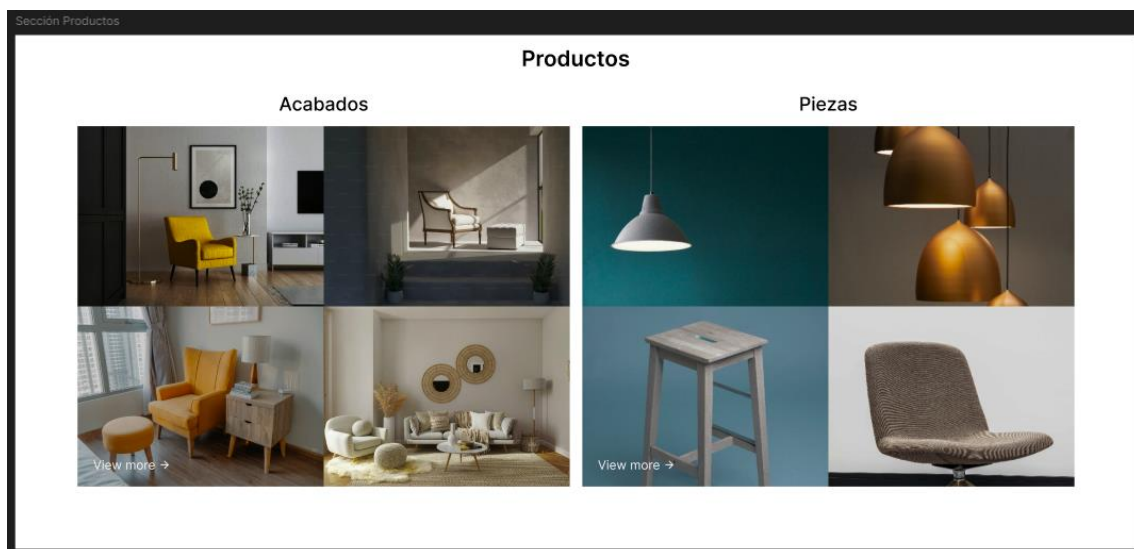 Sección Productos
Productos
Acabados
Piezas
View more →
View more →